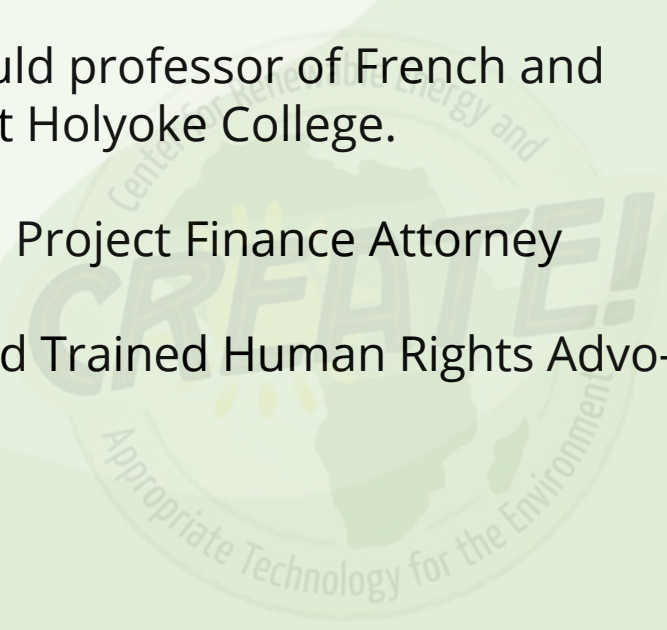 uld professor of French and
t Holyoke College.
Project Finance Attorney
d Trained Human Rights Advo-
Center for Renewable Energy and
CREATE!
Appropriate Technology for the Environment